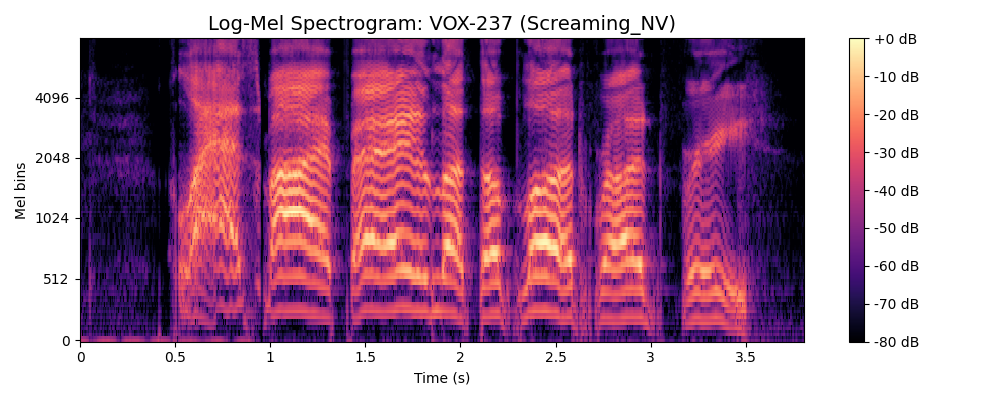 Log-Mel Spectrogram: VOX-237 (Screaming_NV)
Mel bins
4096
2048
1024
512
0
0
0.5
1
1.5
2
2.5
3
3.5
Time (s)
+0 dB
-10 dB
-20 dB
-30 dB
-40 dB
-50 dB
-60 dB
-70 dB
-80 dB